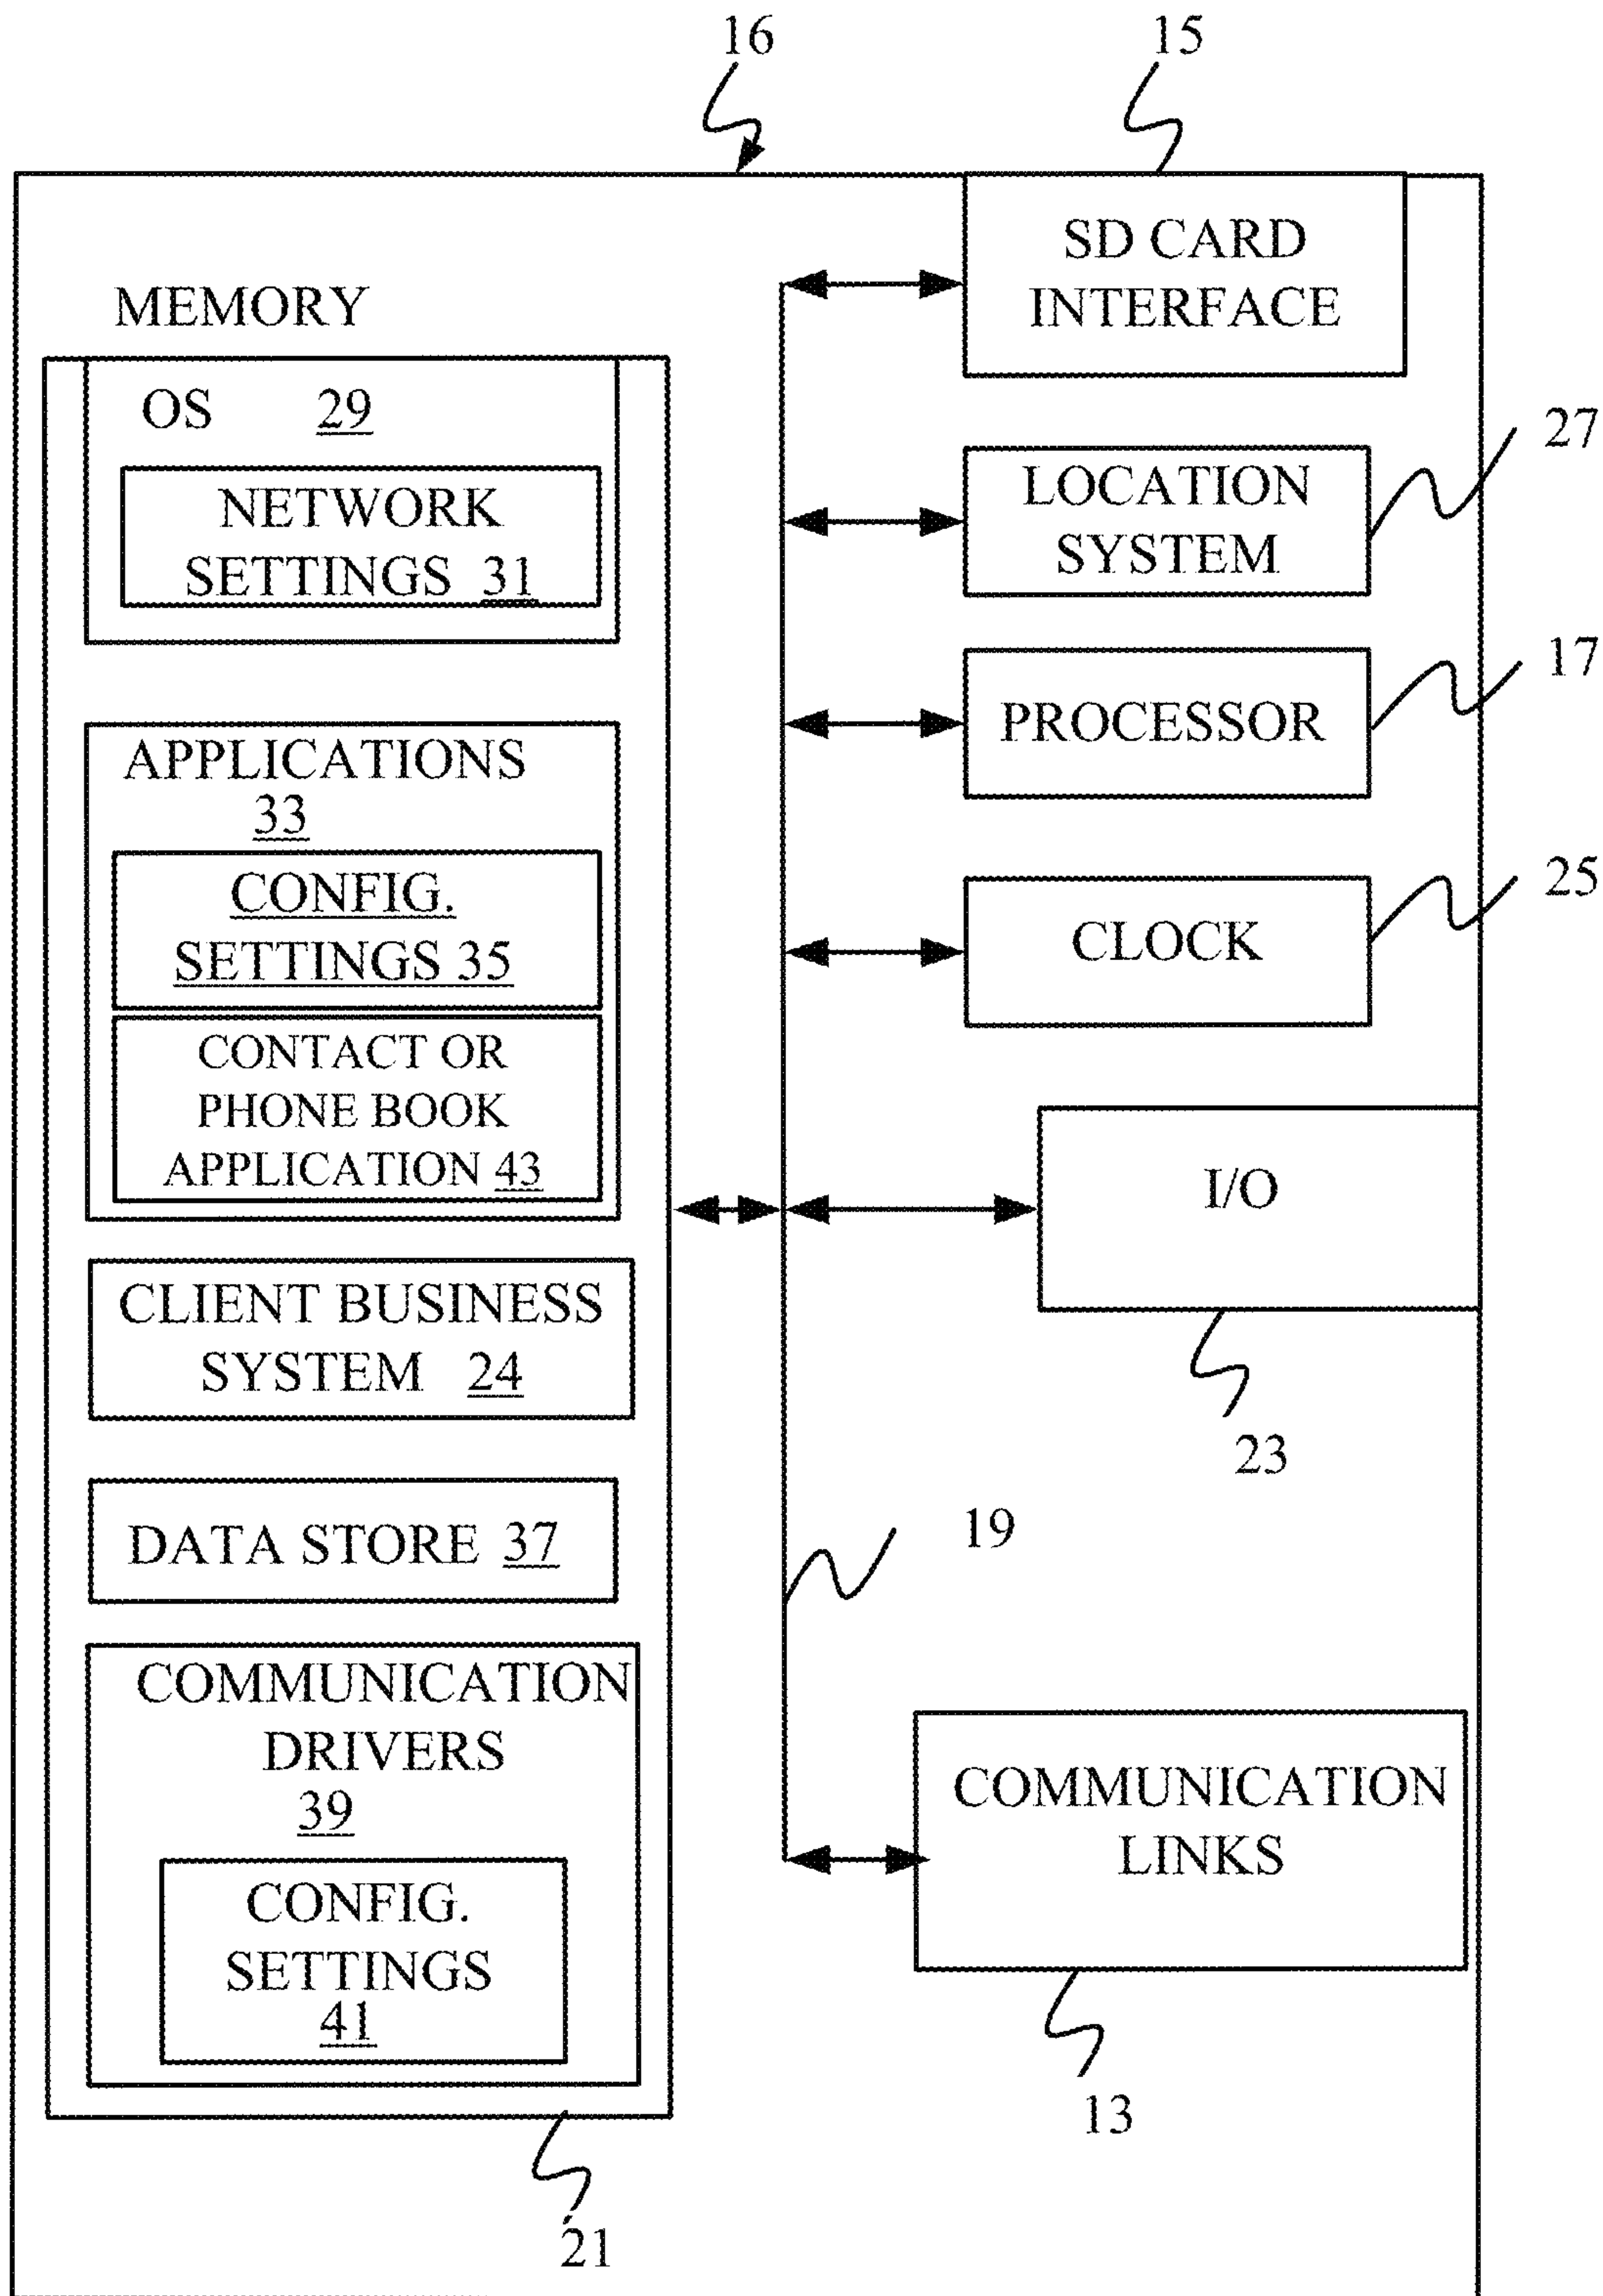 16
15
SD CARD
INTERFACE
MEMORY
OS 29
NETWORK
SETTINGS 31
27
LOCATION
SYSTEM
17
PROCESSOR
APPLICATIONS
33
CONFIG.
SETTINGS 35
25
CLOCK
CONTACT OR
PHONE BOOK
APPLICATION 43
I/O
23
CLIENT BUSINESS
SYSTEM 24
19
DATA STORE 37
COMMUNICATION
DRIVERS
39
CONFIG.
SETTINGS
41
COMMUNICATION
LINKS
13
21